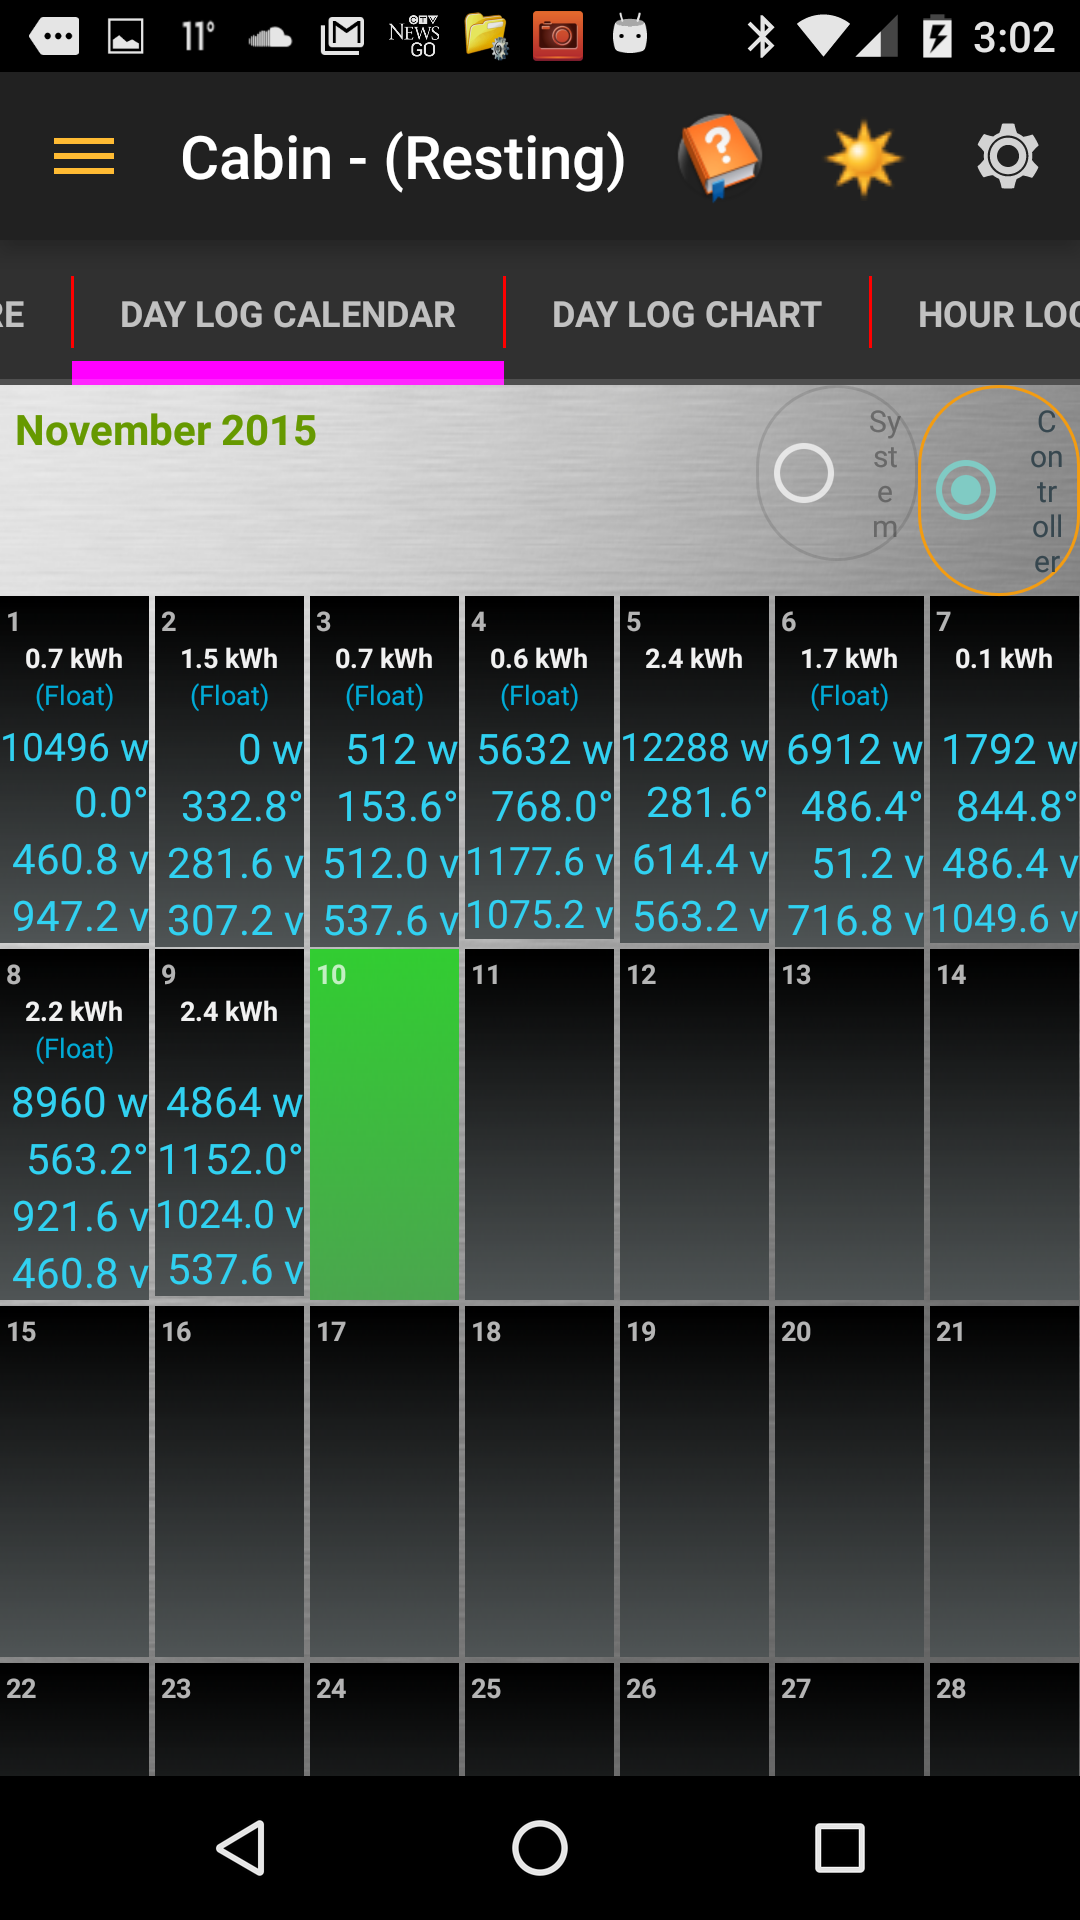 11° CTV NEWS GO 3:02
Cabin - (Resting)
RE DAY LOG CALENDAR DAY LOG CHART HOUR LOG
November 2015
System
Controller
1 2 3 4 5 6 7
0.7 kWh 1.5 kWh 0.7 kWh 0.6 kWh 2.4 kWh 1.7 kWh 0.1 kWh
(Float) (Float) (Float) (Float) (Float)
10496 w 0 w 512 w 5632 w 12288 w 6912 w 1792 w
0.0° 332.8° 153.6° 768.0° 281.6° 486.4° 844.8°
460.8 v 281.6 v 512.0 v 1177.6 v 614.4 v 51.2 v 486.4 v
947.2 v 307.2 v 537.6 v 1075.2 v 563.2 v 716.8 v 1049.6 v
8 9 10 11 12 13 14
2.2 kWh 2.4 kWh
(Float)
8960 w 4864 w
563.2° 1152.0°
921.6 v 1024.0 v
460.8 v 537.6 v
15 16 17 18 19 20 21
22 23 24 25 26 27 28